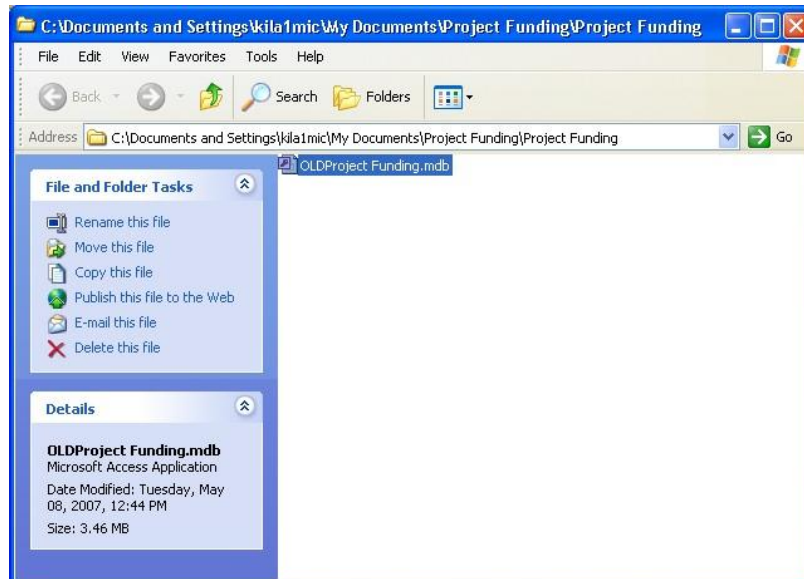 C:\Documents and Settings\kila1mic\My Documents\Project Funding\Project Funding
File Edit View Favorites Tools Help
Back Search Folders
Address C:\Documents and Settings\kila1mic\My Documents\Project Funding\Project Funding Go
OLDProject Funding.mdb
File and Folder Tasks
Rename this file
Move this file
Copy this file
Publish this file to the Web
E-mail this file
Delete this file
Details
OLDProject Funding.mdb
Microsoft Access Application
Date Modified: Tuesday, May
08, 2007, 12:44 PM
Size: 3.46 MB